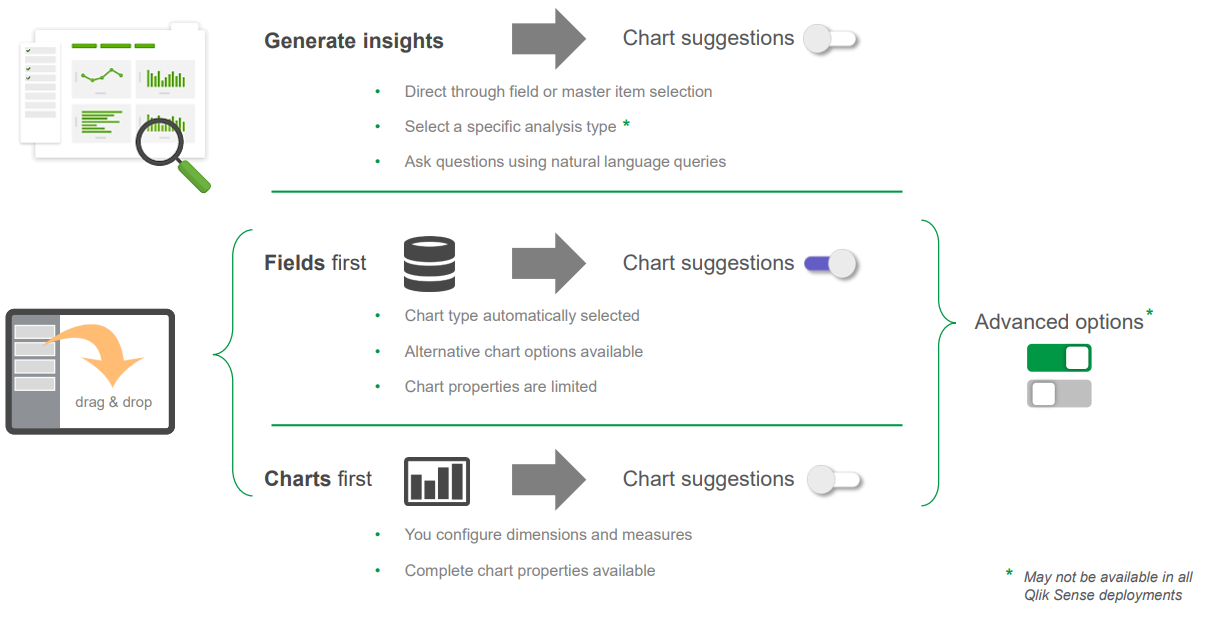 Generate insights
Chart suggestions
• Direct through field or master item selection
• Select a specific analysis type *
• Ask questions using natural language queries
Fields first
Chart suggestions
• Chart type automatically selected
• Alternative chart options available
• Chart properties are limited
drag & drop
Advanced options*
Charts first
Chart suggestions
• You configure dimensions and measures
• Complete chart properties available
* May not be available in all
Qlik Sense deployments